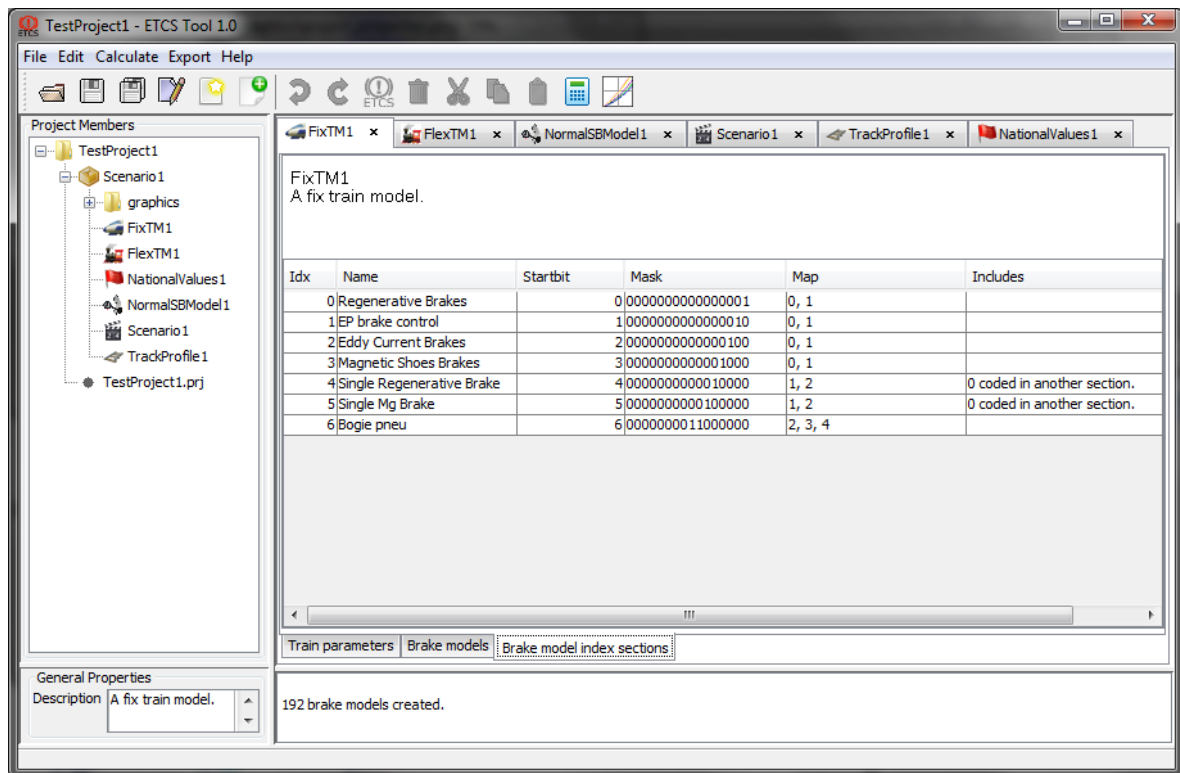 TestProject1 - ETCS Tool 1.0
File Edit Calculate Export Help
ETCS
ETCS
Project Members
TestProject1
Scenario1
graphics
FixTM1
FlexTM1
NationalValues1
NormalSBModel1
Scenario1
TrackProfile1
TestProject1.prj
FixTM1 FlexTM1 NormalSBModel1 Scenario1 TrackProfile1 NationalValues1
FixTM1
A fix train model.
Idx Name Startbit Mask Map Includes
0 Regenerative Brakes 0 0000000000000001 0, 1
1 EP brake control 1 0000000000000010 0, 1
2 Eddy Current Brakes 2 0000000000000100 0, 1
3 Magnetic Shoes Brakes 3 0000000000001000 0, 1
4 Single Regenerative Brake 4 0000000000010000 1, 2 0 coded in another section.
5 Single Mg Brake 5 0000000000100000 1, 2 0 coded in another section.
6 Bogie pneu 6 0000000011000000 2, 3, 4
Train parameters Brake models Brake model index sections
General Properties
Description A fix train model.
192 brake models created.